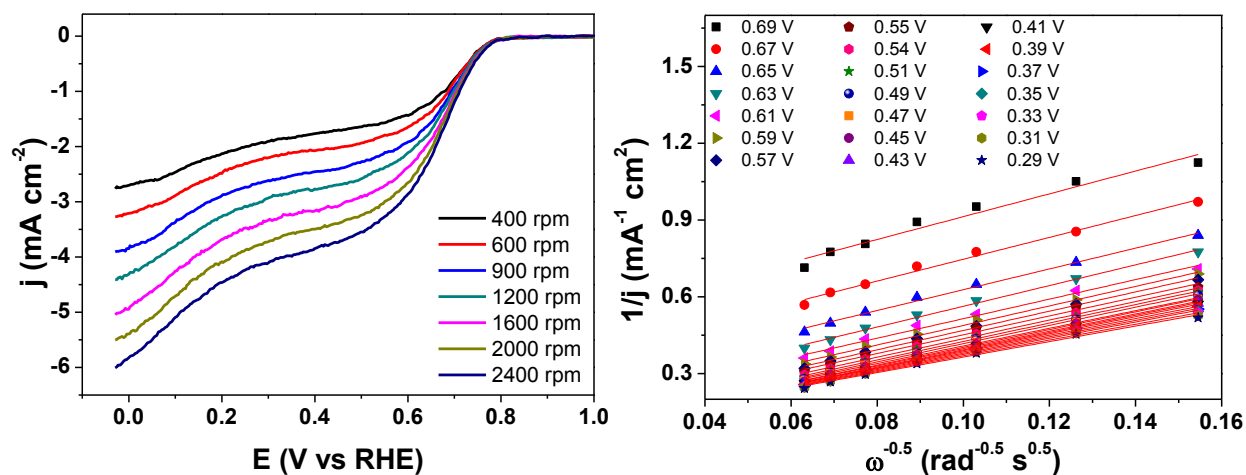 0
-1
-2
-3
-4
-5
-6
j (mA cm-2)
400 rpm
600 rpm
900 rpm
1200 rpm
1600 rpm
2000 rpm
2400 rpm
0.0 0.2 0.4 0.6 0.8 1.0
E (V vs RHE)
1.5
1.2
0.9
0.6
0.3
1/j (mA-1 cm2)
0.69 V 0.55 V 0.41 V
0.67 V 0.54 V 0.39 V
0.65 V 0.51 V 0.37 V
0.63 V 0.49 V 0.35 V
0.61 V 0.47 V 0.33 V
0.59 V 0.45 V 0.31 V
0.57 V 0.43 V 0.29 V
0.04 0.06 0.08 0.10 0.12 0.14 0.16
ω-0.5 (rad-0.5 s0.5)